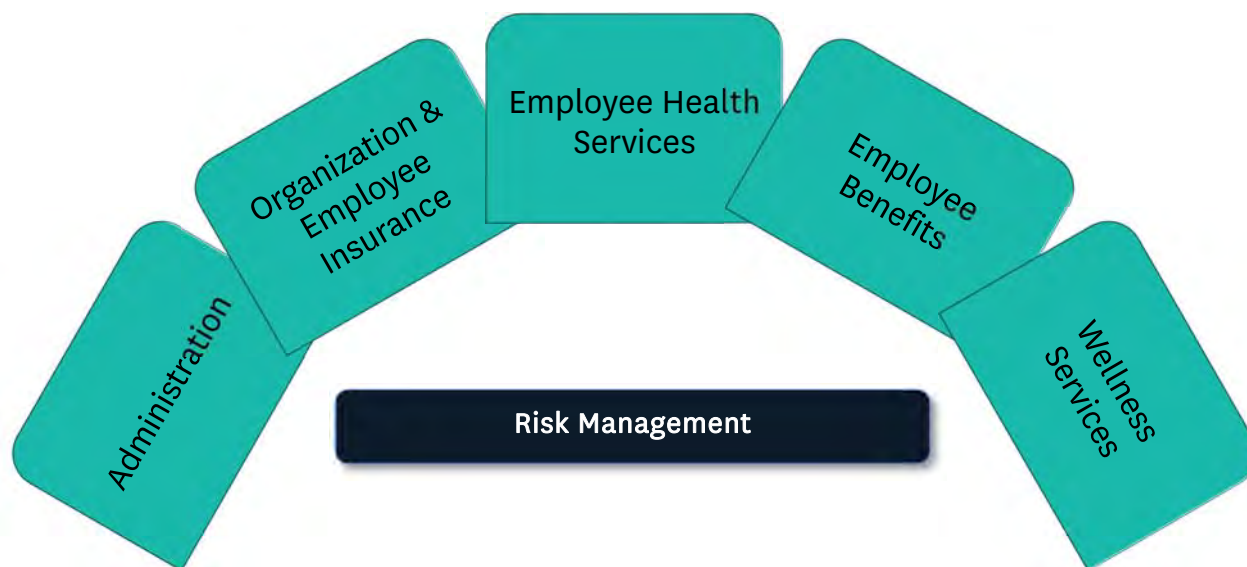 Administration
Organization &
Employee
Insurance
Employee Health
Services
Employee
Benefits
Wellness
Services
Risk Management